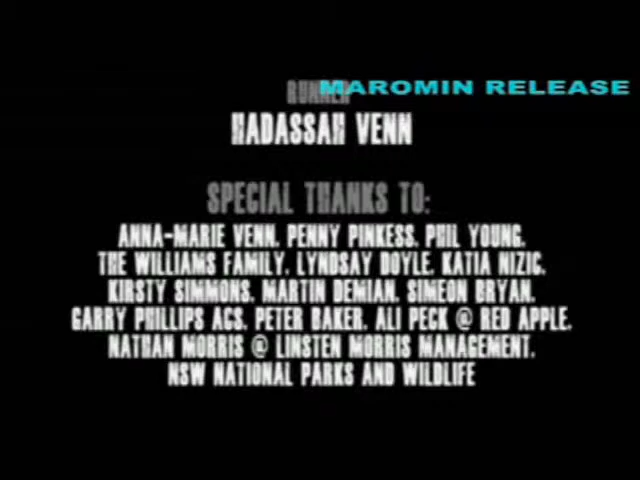 RUNNER
MAROMIN RELEASE
HADASSAH VENN
SPECIAL THANKS TO:
ANNA-MARIE VENN, PENNY PINKESS, PHIL YOUNG,
THE WILLIAMS FAMILY, LYNDSAY DOYLE, KATIA NIZIC,
KIRSTY SIMMONS, MARTIN DEMIAN, SIMEON BRYAN,
GARRY PHILLIPS ACS, PETER BAKER, ALI PECK @ RED APPLE,
NATHAN MORRIS @ LINSTEN MORRIS MANAGEMENT,
NSW NATIONAL PARKS AND WILDLIFE